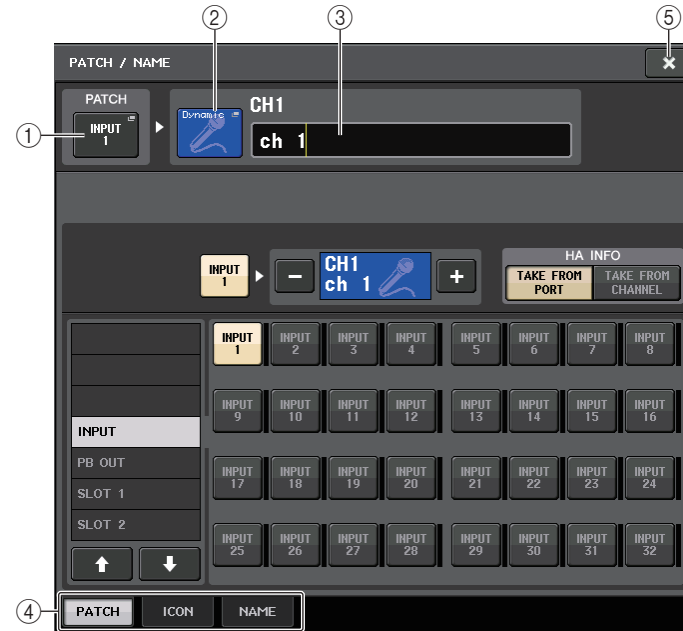 ② ③ ⑤
PATCH / NAME
PATCH
①
INPUT
1
Dynamic
CH1
ch 1
INPUT
1
CH1
ch 1
HA INFO
TAKE FROM
PORT
TAKE FROM
CHANNEL
INPUT
PB OUT
SLOT 1
SLOT 2
INPUT 1
INPUT 2
INPUT 3
INPUT 4
INPUT 5
INPUT 6
INPUT 7
INPUT 8
INPUT 9
INPUT 10
INPUT 11
INPUT 12
INPUT 13
INPUT 14
INPUT 15
INPUT 16
INPUT 17
INPUT 18
INPUT 19
INPUT 20
INPUT 21
INPUT 22
INPUT 23
INPUT 24
INPUT 25
INPUT 26
INPUT 27
INPUT 28
INPUT 29
INPUT 30
INPUT 31
INPUT 32
④
PATCH ICON NAME